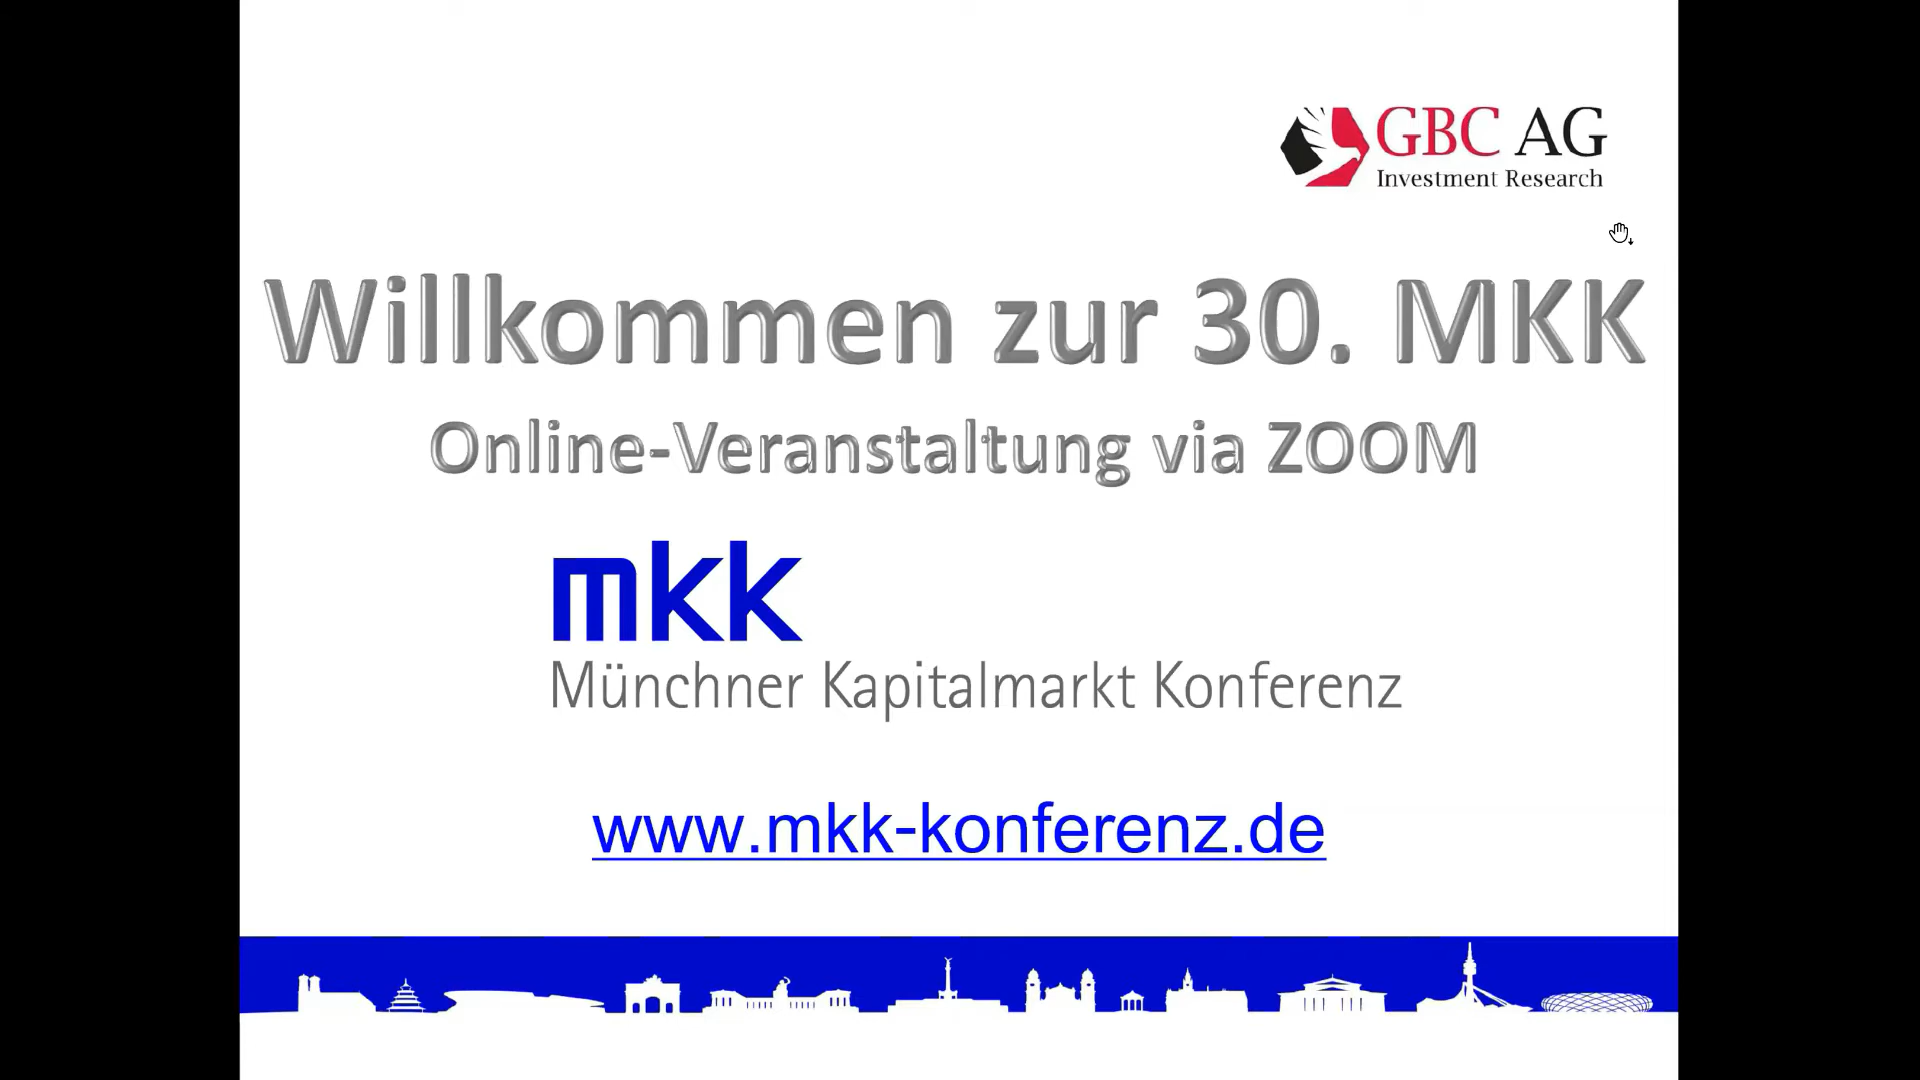 GBC AG
Investment Research
Willkommen zur 30. MKK
Online-Veranstaltung via ZOOM
mkk
Münchner Kapitalmarkt Konferenz
www.mkk-konferenz.de